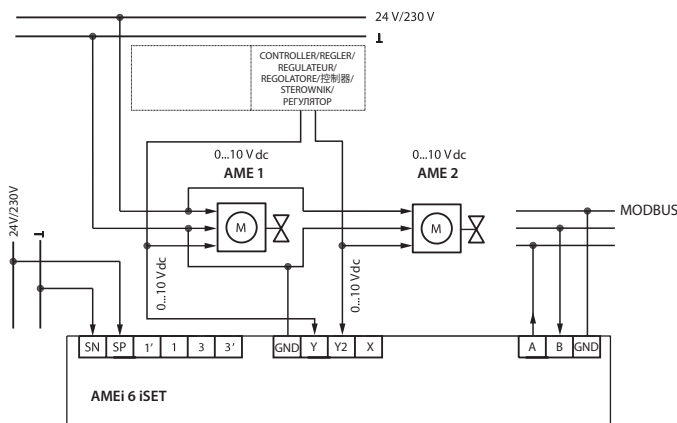 24 V/230 V
⊥
CONTROLLER/REGLER/
REGULATEUR/
REGOLATORE/控制器/
STEROWNIK/
РЕГУЛЯТОР
0...10 V dc
AME 1
0...10 V dc
AME 2
M
M
MODBUS
24V/230V
⊥
0...10 V dc
0...10 V dc
SN SP 1' 1 3 3'
GND Y Y2 X
A B GND
AMEi 6 iSET